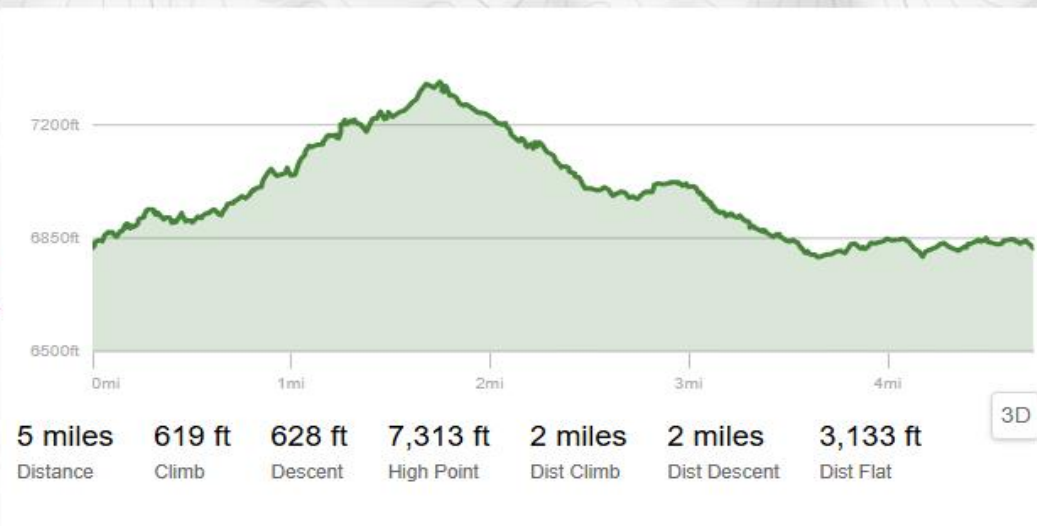 7200ft
6850ft
6500ft
0mi 1mi 2mi 3mi 4mi
3D
5 miles 619 ft 628 ft 7,313 ft 2 miles 2 miles 3,133 ft
Distance Climb Descent High Point Dist Climb Dist Descent Dist Flat